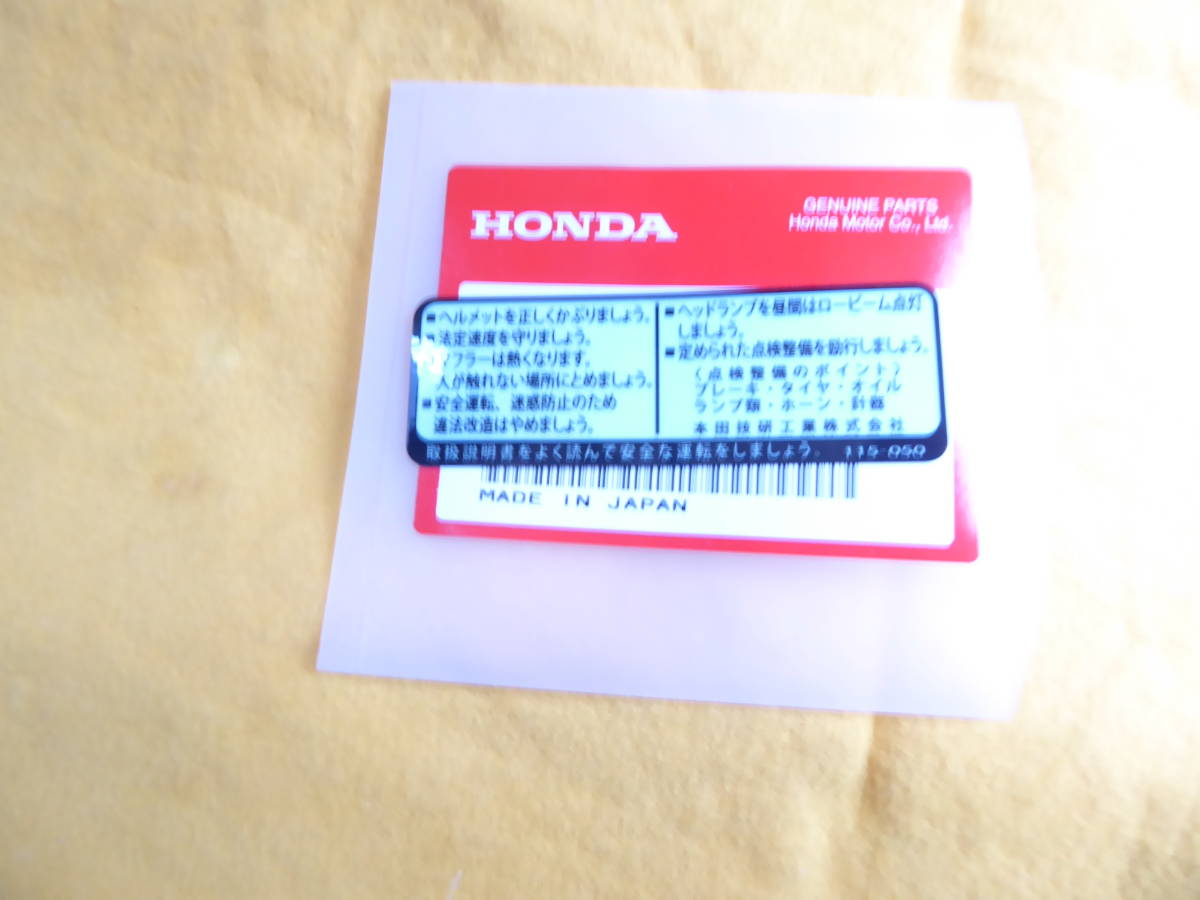 HONDA
GENUINE PARTS
Honda Motor Co., Ltd.
■ヘルメットを正しくかぶりましょう。
■法定速度を守りましょう。
マフラーは熱くなります。
人が触れない場所にとめましょう。
■安全運転、迷惑防止のため
違法改造はやめましょう。
■ヘッドランプを昼間はロービーム点灯
しましょう。
■定められた点検整備を励行しましょう。
(点検整備のポイント)
ブレーキ・タイヤ・オイル
ランプ類・ホーン・計器
本田技研工業株式会社
取扱説明書をよく読んで安全な運転をしましょう。 115-050
MADE IN JAPAN